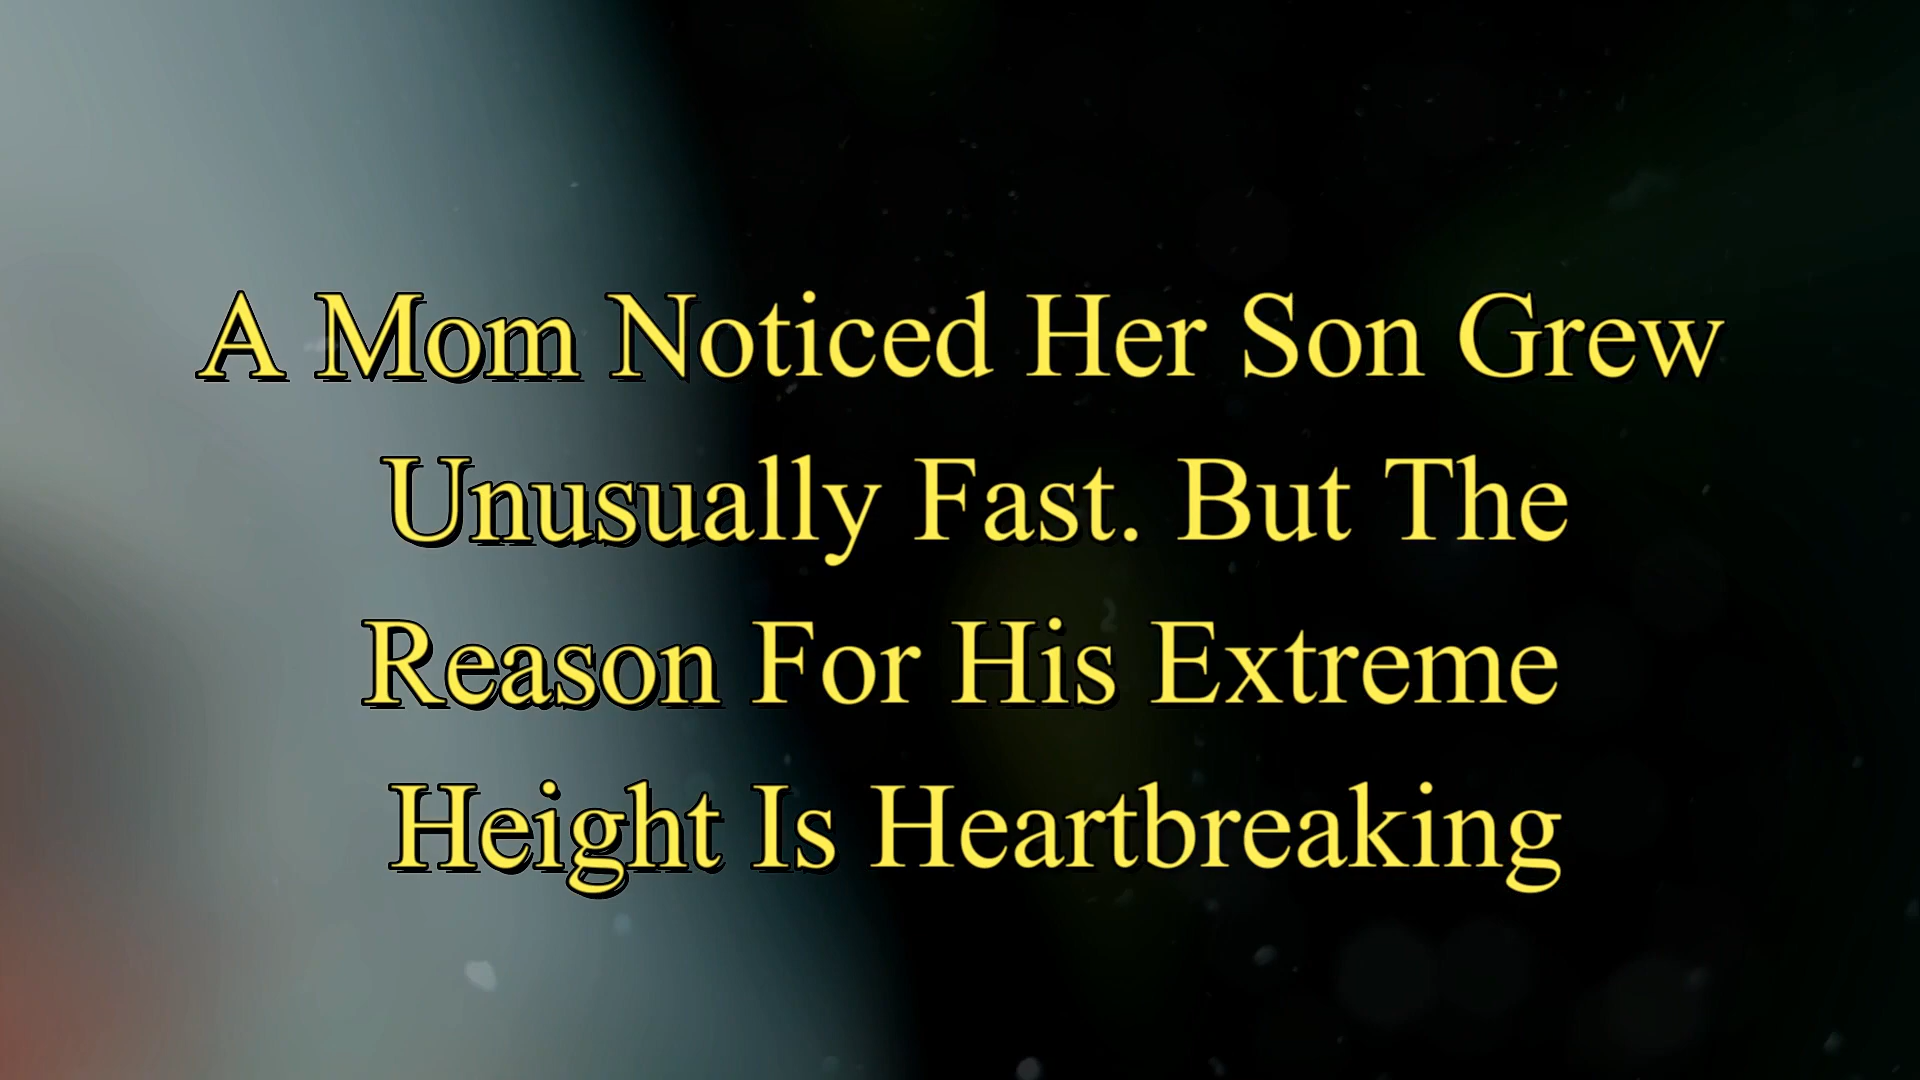 A Mom Noticed Her Son Grew
Unusually Fast. But The
Reason For His Extreme
Height Is Heartbreaking